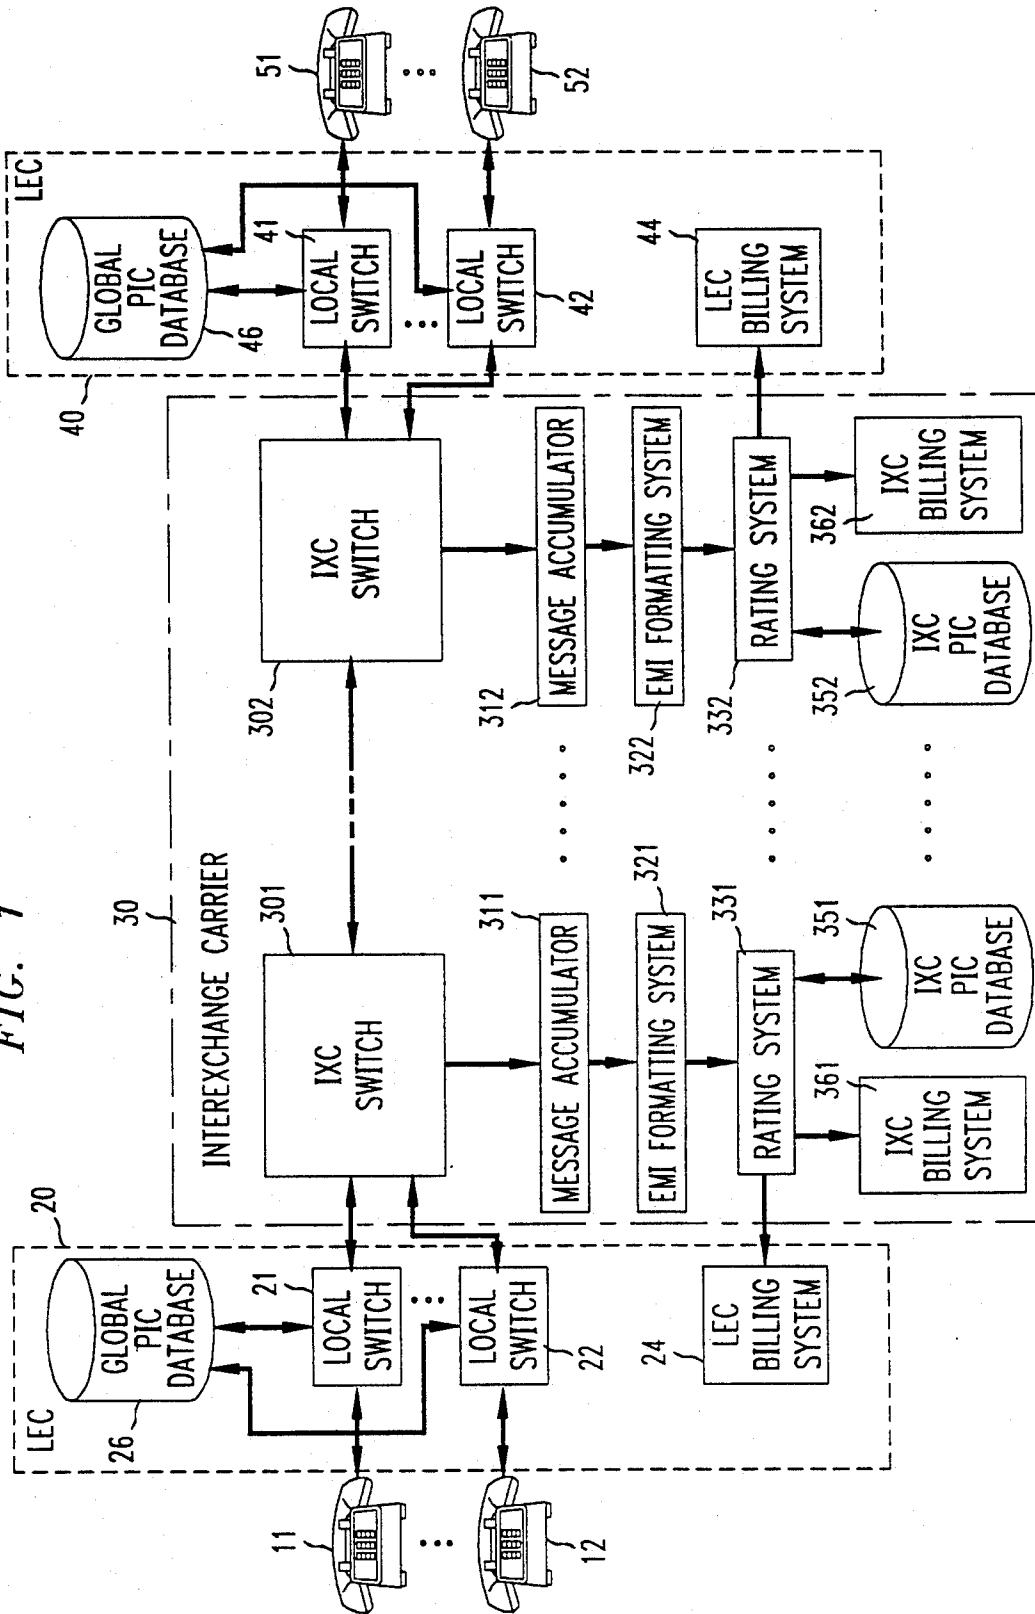 FIG. 1
20
30
40
LEC
GLOBAL
PIC
DATABASE
26
INTEREXCHANGE CARRIER
LEC
GLOBAL
PIC
DATABASE
46
11
21
LOCAL
SWITCH
301
IXC
SWITCH
302
IXC
SWITCH
41
LOCAL
SWITCH
51
12
LOCAL
SWITCH
22
LOCAL
SWITCH
42
52
311
MESSAGE ACCUMULATOR
312
MESSAGE ACCUMULATOR
321
EMI FORMATTING SYSTEM
322
EMI FORMATTING SYSTEM
24
LEC
BILLING
SYSTEM
331
RATING SYSTEM
332
RATING SYSTEM
44
LEC
BILLING
SYSTEM
361
IXC
BILLING
SYSTEM
351
IXC
PIC
DATABASE
352
IXC
PIC
DATABASE
362
IXC
BILLING
SYSTEM